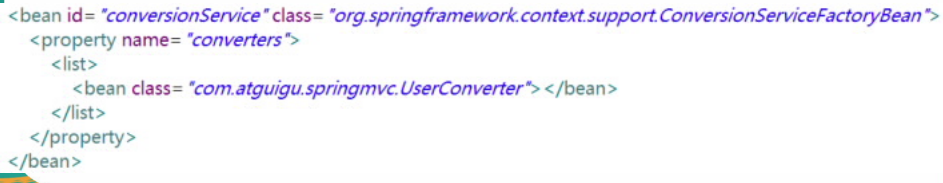 <bean id="conversionService" class="org.springframework.context.support.ConversionServiceFactoryBean">
<property name="converters">
<list>
<bean class="com.atguigu.springmvc.UserConverter"></bean>
</list>
</property>
</bean>